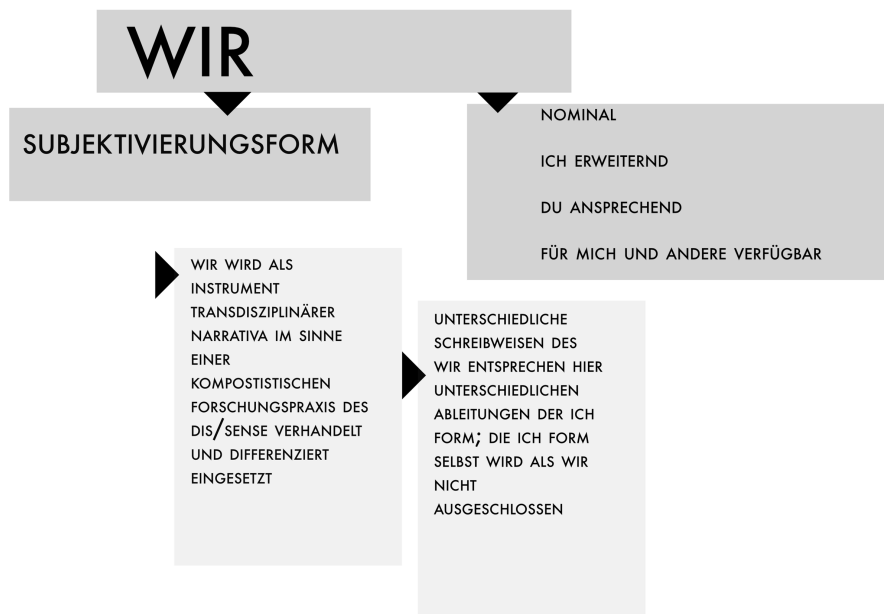 WIR
SUBJEKTIVIERUNGSFORM
NOMINAL
ICH ERWEITERND
DU ANSPRECHEND
FÜR MICH UND ANDERE VERFÜGBAR
WIR WIRD ALS
INSTRUMENT
TRANSDISZIPLINÄRER
NARRATIVA IM SINNE
EINER
KOMPOSTISTISCHEN
FORSCHUNGSPRAXIS DES
DIS/SENSE VERHANDELT
UND DIFFERENZIERT
EINGESETZT
UNTERSCHIEDLICHE
SCHREIBWEISEN DES
WIR ENTSPRECHEN HIER
UNTERSCHIEDLICHEN
ABLEITUNGEN DER ICH
FORM; DIE ICH FORM
SELBST WIRD ALS WIR
NICHT
AUSGESCHLOSSEN